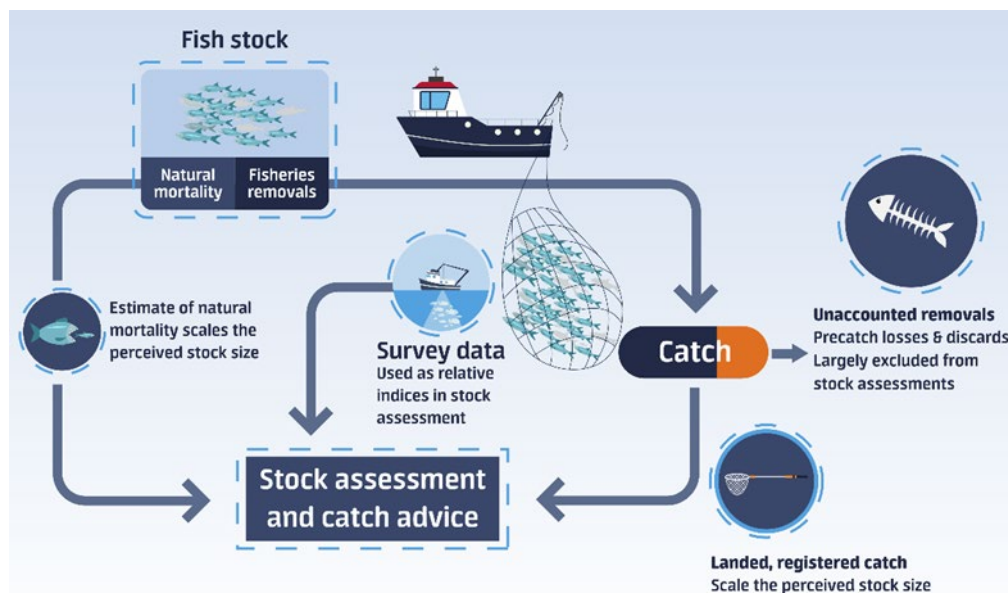 Fish stock
Natural
mortality
Fisheries
removals
Estimate of natural
mortality scales the
perceived stock size
Survey data
Used as relative
indices in stock
assessment
Catch
Unaccounted removals
Precatch losses & discards
Largely excluded from
stock assessments
Stock assessment
and catch advice
Landed, registered catch
Scale the perceived stock size